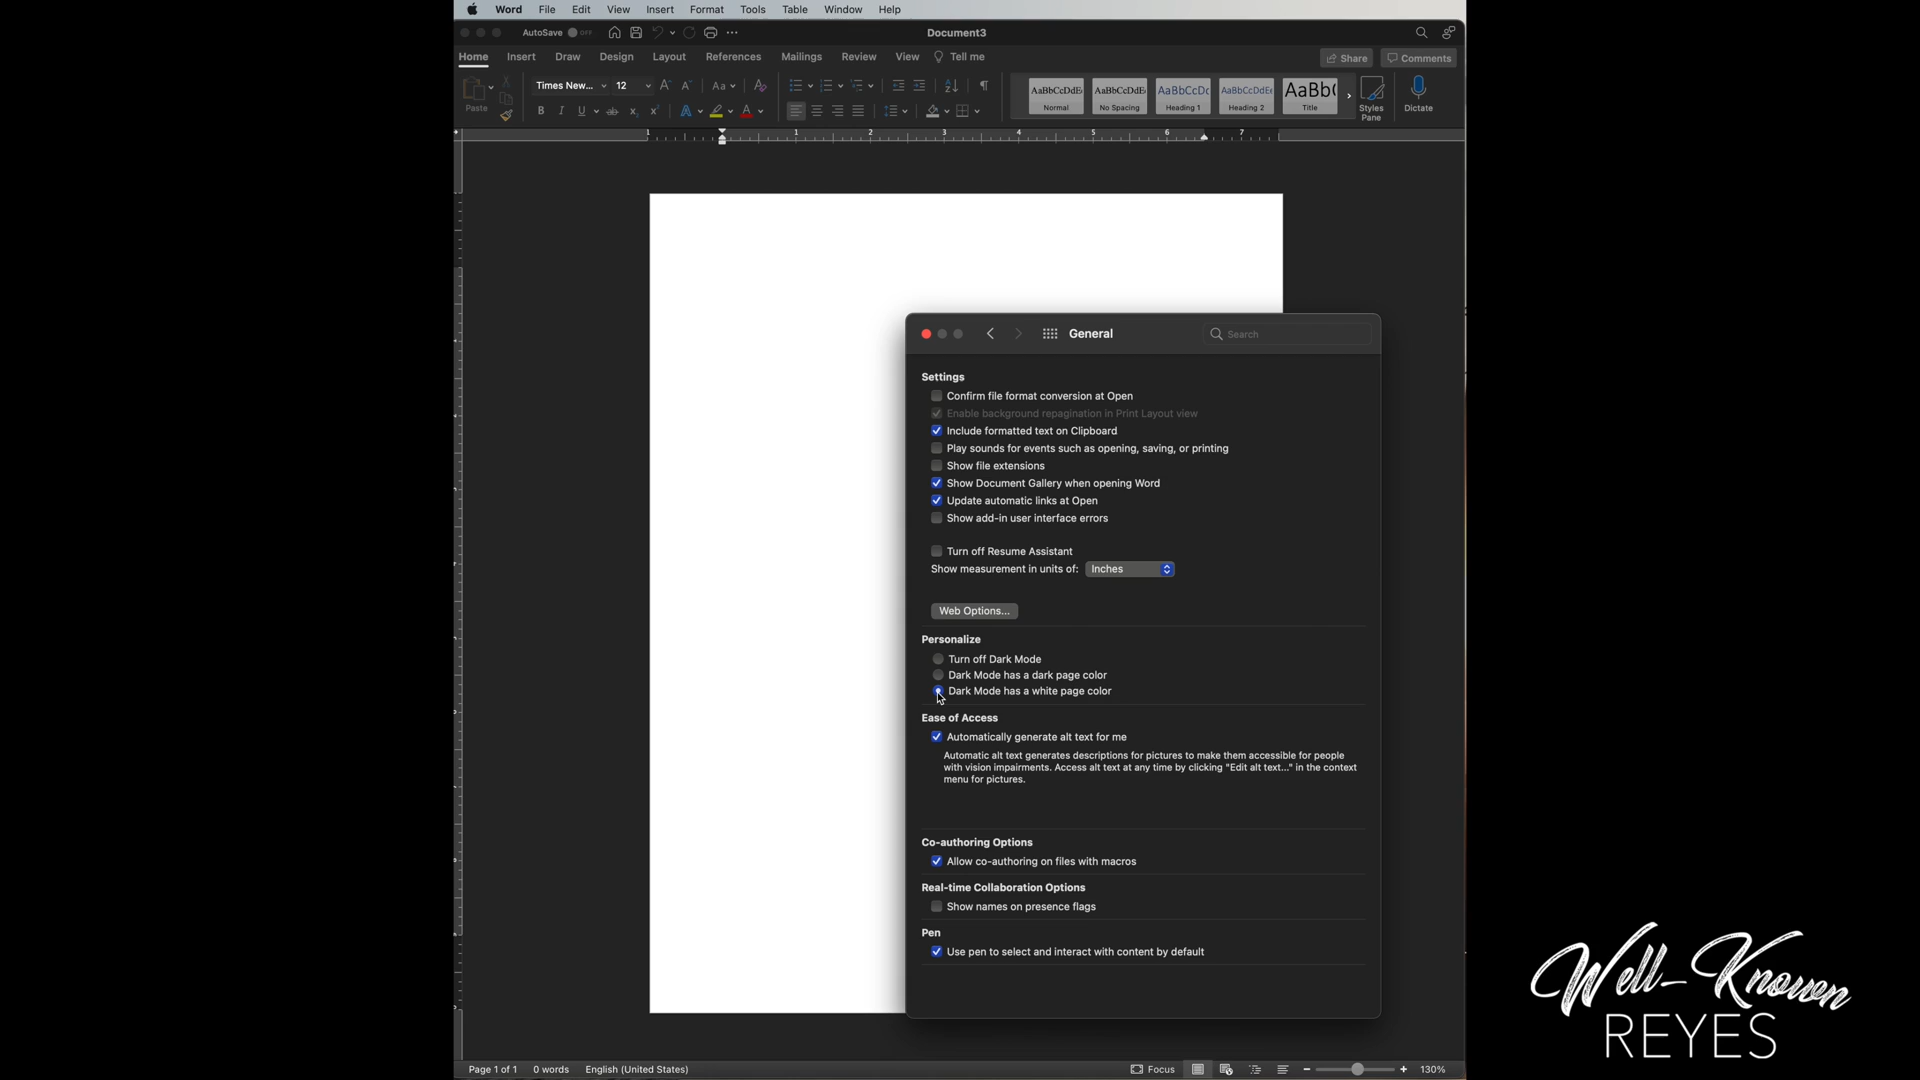 Word File Edit View Insert Format Tools Table Window Help
AutoSave OFF Document3
Home Insert Draw Design Layout References Mailings Review View Tell me Share Comments
Paste Times New... 12 Aa
AaBbCcDdEe AaBbCcDdEe AaBbCcDc AaBbCcDdEe AaBb(
Normal No Spacing Heading 1 Heading 2 Title Styles Pane Dictate
1 1 2 3 4 5 6 7
General Search
Settings
Confirm file format conversion at Open
Enable background repagination in Print Layout view
Include formatted text on Clipboard
Play sounds for events such as opening, saving, or printing
Show file extensions
Show Document Gallery when opening Word
Update automatic links at Open
Show add-in user interface errors
Turn off Resume Assistant
Show measurement in units of: Inches
Web Options...
Personalize
Turn off Dark Mode
Dark Mode has a dark page color
Dark Mode has a white page color
Ease of Access
Automatically generate alt text for me
Automatic alt text generates descriptions for pictures to make them accessible for people
with vision impairments. Access alt text at any time by clicking "Edit alt text..." in the context
menu for pictures.
Co-authoring Options
Allow co-authoring on files with macros
Real-time Collaboration Options
Show names on presence flags
Pen
Use pen to select and interact with content by default
Page 1 of 1 0 words English (United States) Focus 130%
Well-Known
REYES